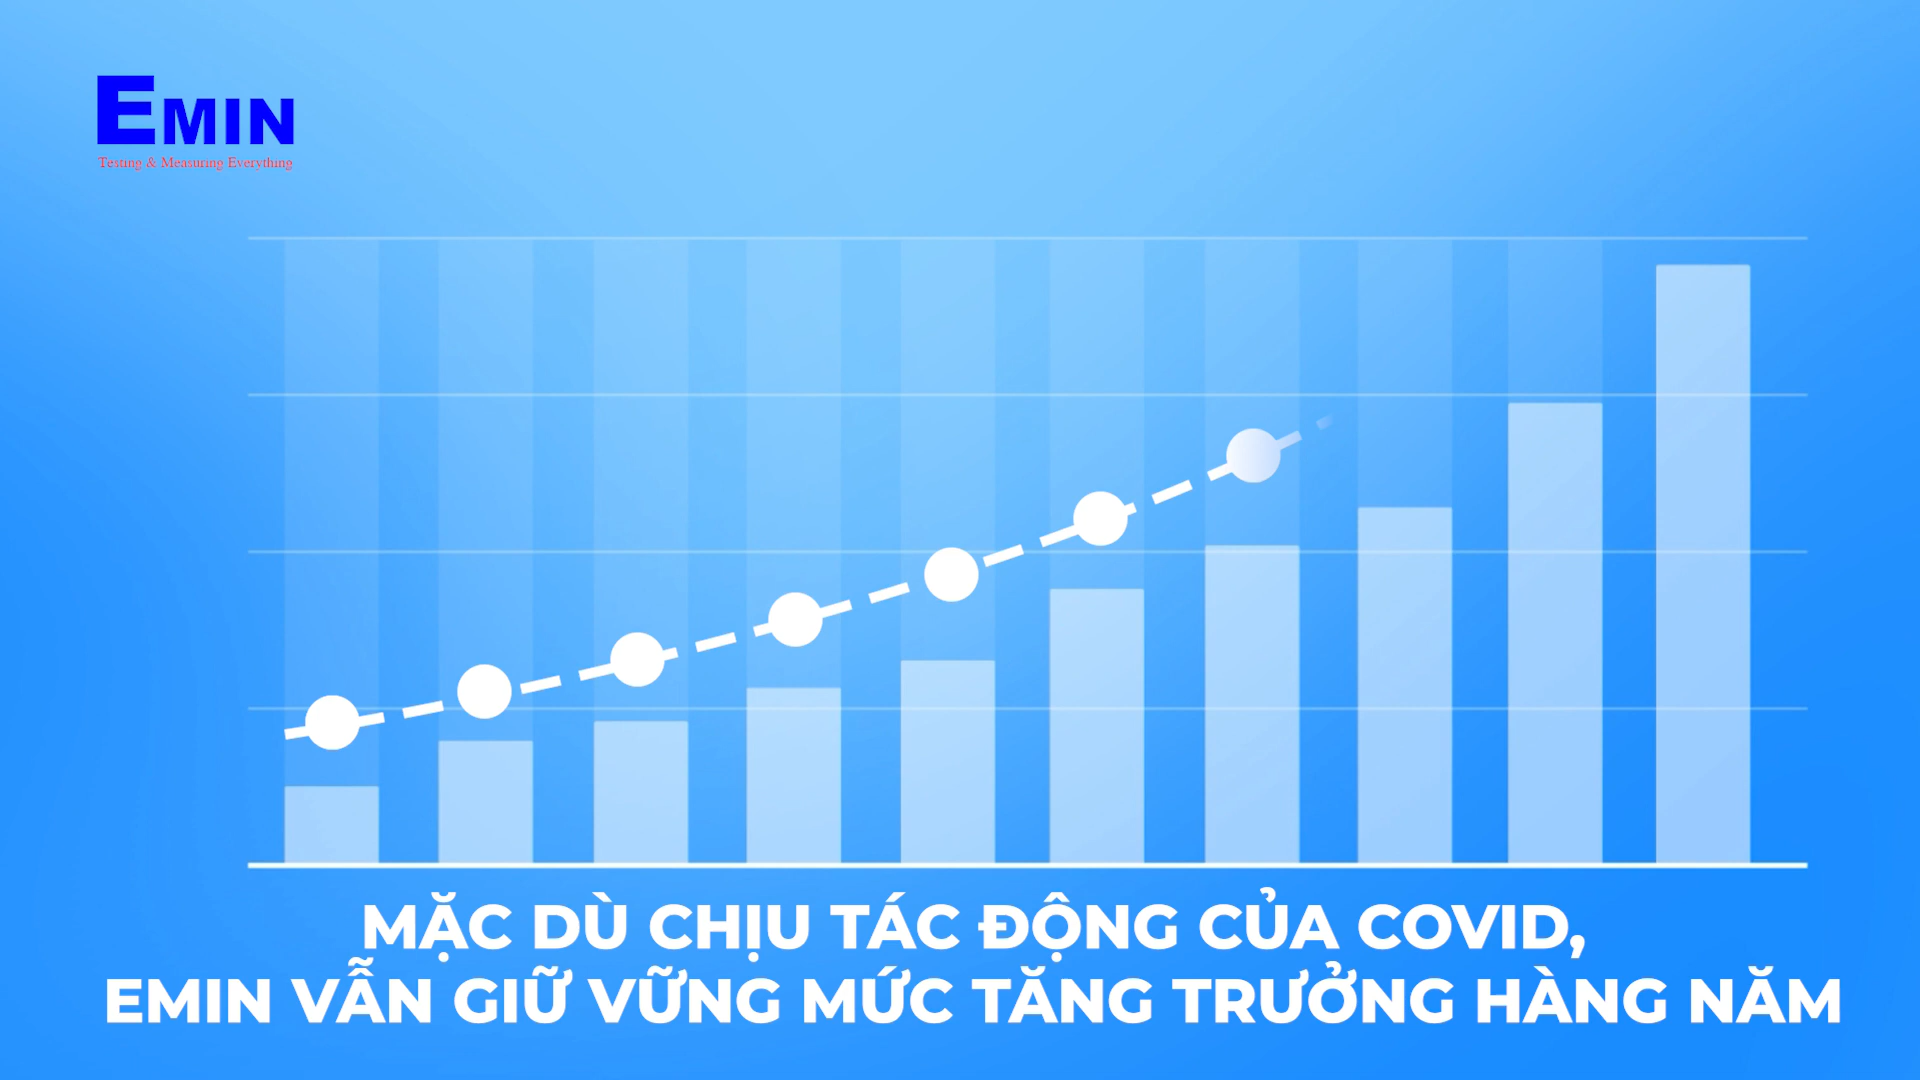 EMIN
Testing & Measuring Everything
MẶC DÙ CHỊU TÁC ĐỘNG CỦA COVID,
EMIN VẪN GIỮ VỮNG MỨC TĂNG TRƯỞNG HÀNG NĂM